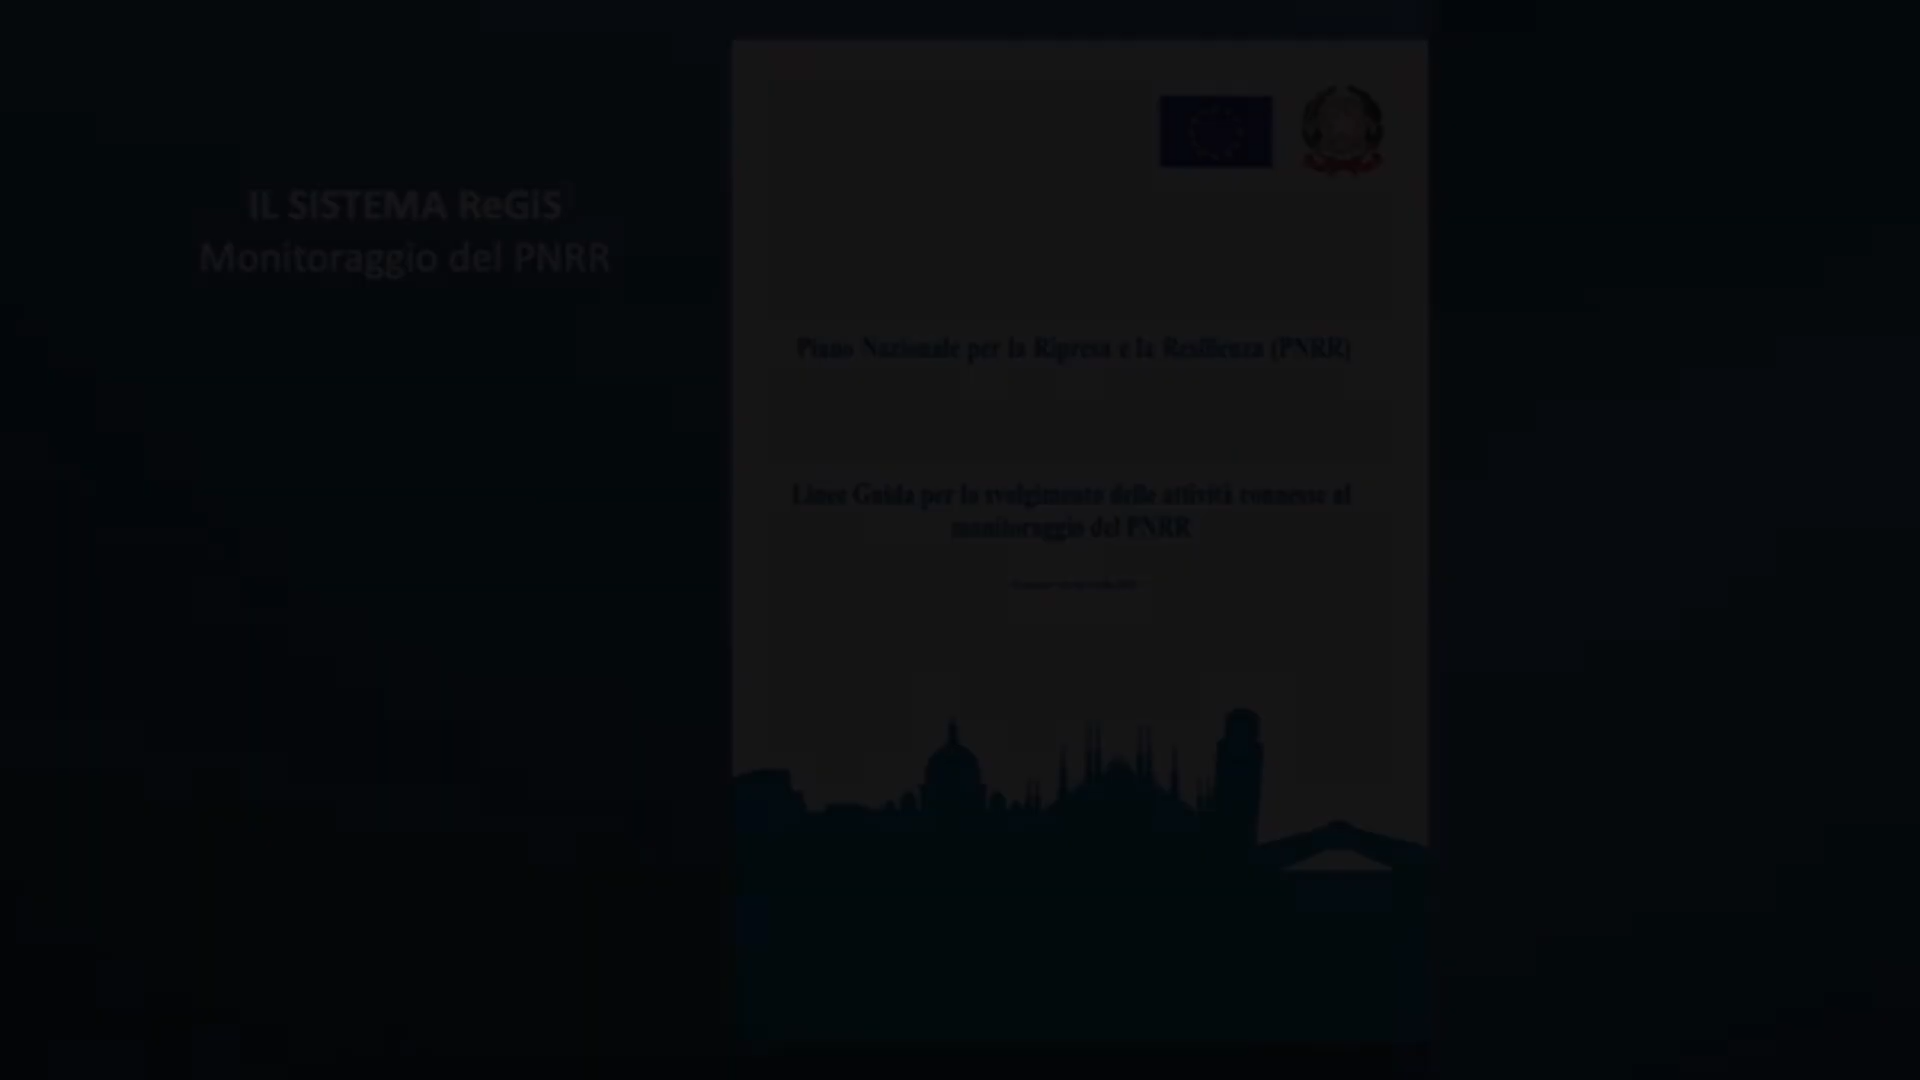 IL SISTEMA ReGiS
Monitoraggio del PNRR
Piano Nazionale per la Ripresa e la Resilienza (PNRR)
Linee Guida per lo svolgimento delle attività connesse al
monitoraggio del PNRR